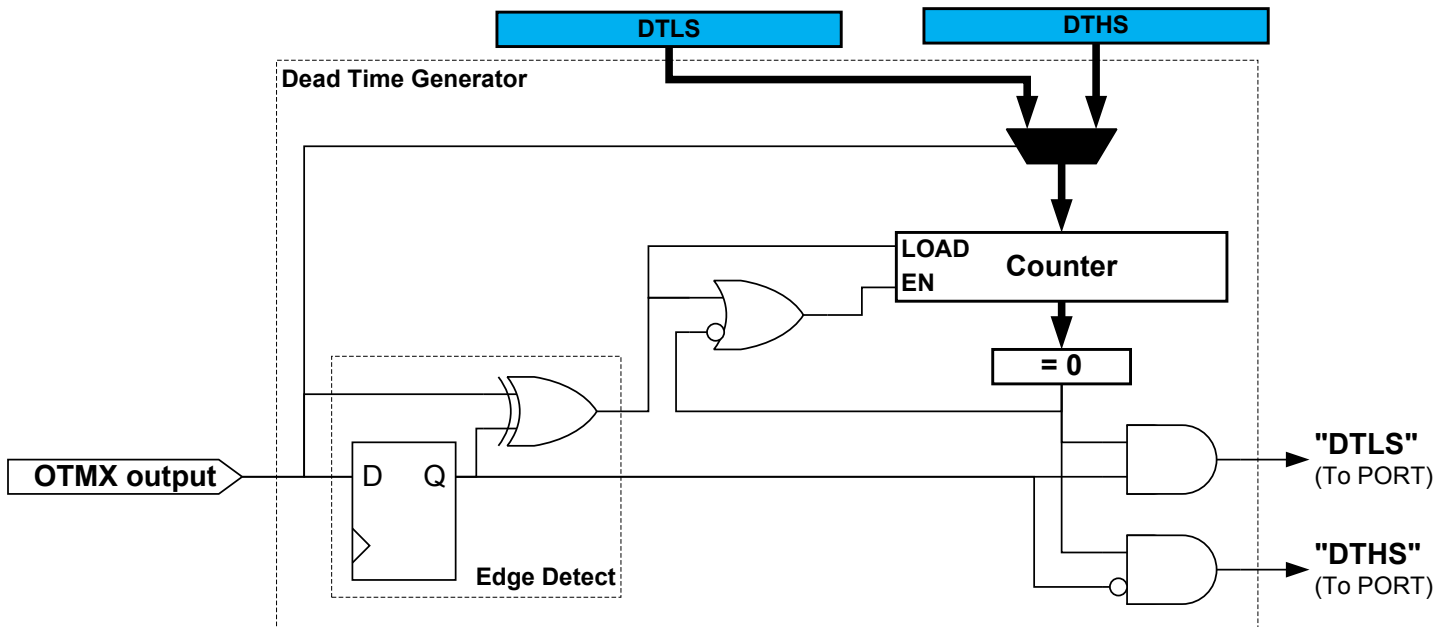 DTLS
DTHS
Dead Time Generator
LOAD
Counter
EN
= 0
"DTLS"
(To PORT)
OTMX output
D Q
"DTHS"
(To PORT)
Edge Detect